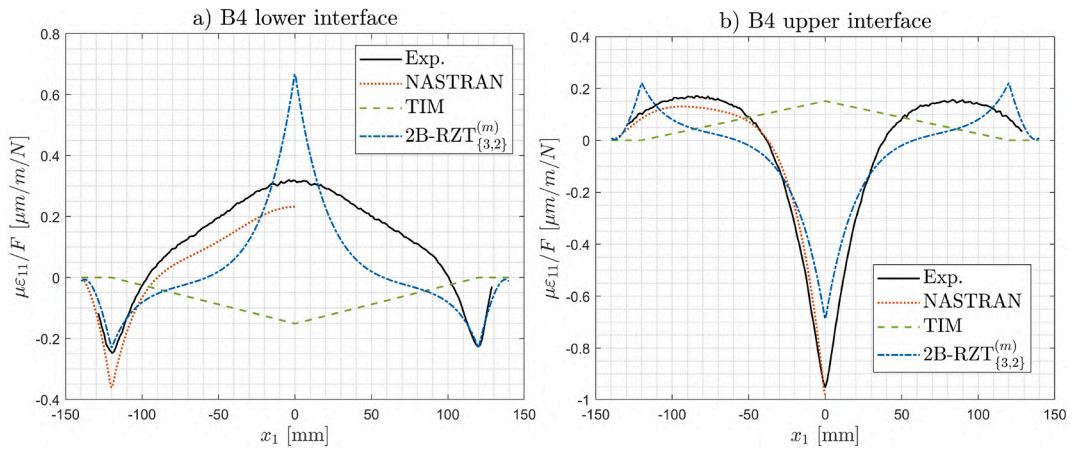 a) B4 lower interface
0.8
0.6
0.4
0.2
0
-0.2
-0.4
-150
-100
-50
0
50
100
150
με₁₁/F [μm/m/N]
x₁ [mm]
Exp.
NASTRAN
TIM
2B-RZT{3,2}(m)
b) B4 upper interface
0.4
0.2
0
-0.2
-0.4
-0.6
-0.8
-1
-150
-100
-50
0
50
100
150
με₁₁/F [μm/m/N]
x₁ [mm]
Exp.
NASTRAN
TIM
2B-RZT{3,2}(m)